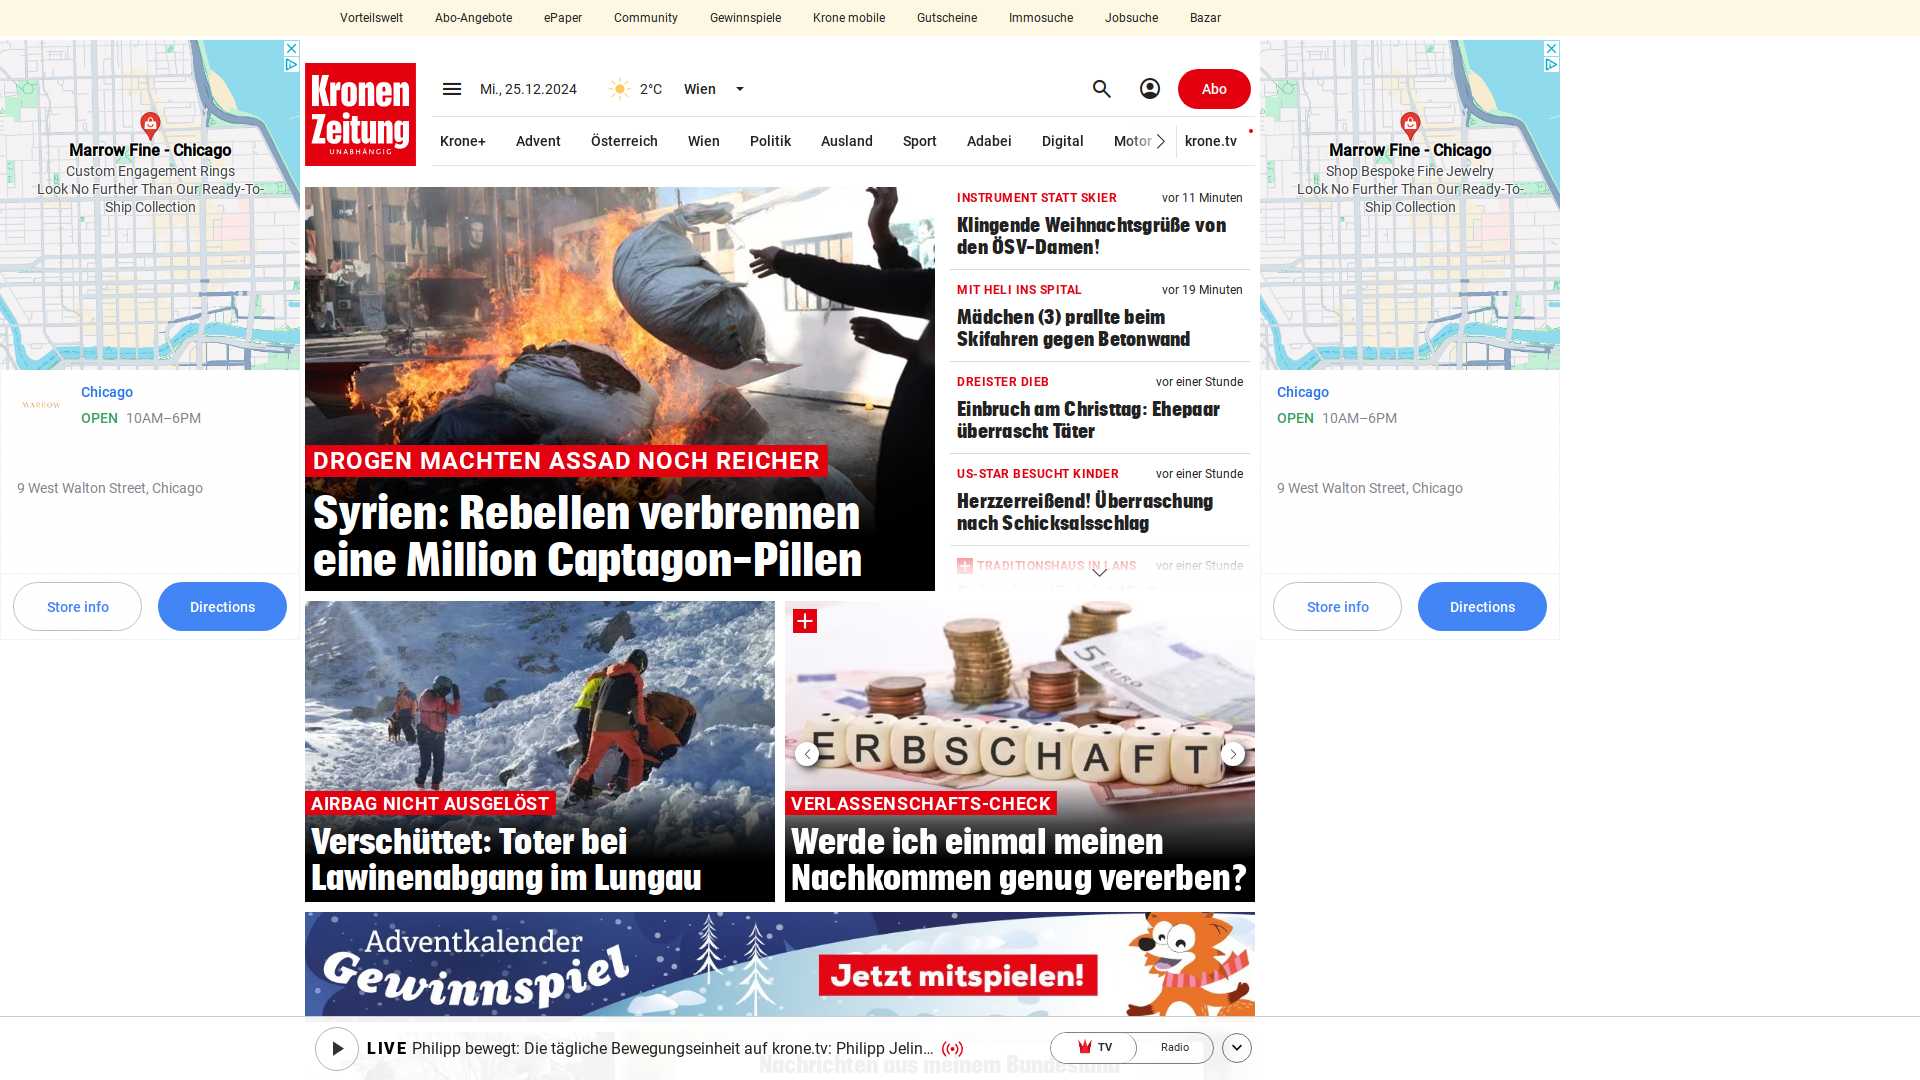 Vorteilswelt
Abo-Angebote
ePaper
Community
Gewinnspiele
Krone mobile
Gutscheine
Immosuche
Jobsuche
Bazar
Kronen
Zeitung
UNABHÄNGIG
Mi., 25.12.2024
2°C
Wien
Abo
Krone+
Advent
Österreich
Wien
Politik
Ausland
Sport
Adabei
Digital
Motor
krone.tv
Marrow Fine - Chicago
Custom Engagement Rings
Look No Further Than Our Ready-To-
Ship Collection
MARROW
Chicago
OPEN 10AM–6PM
9 West Walton Street, Chicago
Store info
Directions
DROGEN MACHTEN ASSAD NOCH REICHER
Syrien: Rebellen verbrennen
eine Million Captagon-Pillen
INSTRUMENT STATT SKIER
vor 11 Minuten
Klingende Weihnachtsgrüße von
den ÖSV-Damen!
MIT HELI INS SPITAL
vor 19 Minuten
Mädchen (3) prallte beim
Skifahren gegen Betonwand
DREISTER DIEB
vor einer Stunde
Einbruch am Christtag: Ehepaar
überrascht Täter
US-STAR BESUCHT KINDER
vor einer Stunde
Herzzerreißend! Überraschung
nach Schicksalsschlag
TRADITIONSHAUS IN LANS
vor einer Stunde
Marrow Fine - Chicago
Shop Bespoke Fine Jewelry
Look No Further Than Our Ready-To-
Ship Collection
Chicago
OPEN 10AM–6PM
9 West Walton Street, Chicago
Store info
Directions
AIRBAG NICHT AUSGELÖST
Verschüttet: Toter bei
Lawinenabgang im Lungau
5 EURO
ERBSCHAFT
VERLASSENSCHAFTS-CHECK
Werde ich einmal meinen
Nachkommen genug vererben?
Adventkalender
Gewinnspiel
Jetzt mitspielen!
LIVE Philipp bewegt: Die tägliche Bewegungseinheit auf krone.tv: Philipp Jelin...
TV
Radio
Nachrichten aus meinem Bundesland